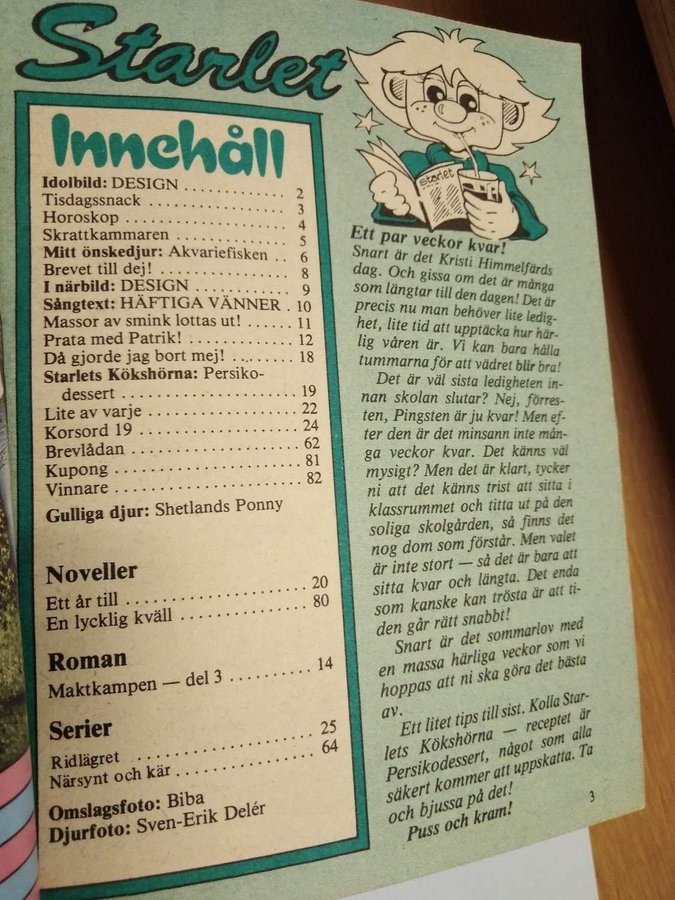 Starlet
Innehåll
Idolbild: DESIGN . . . . . . . . . . . . 2
Tisdagssnack . . . . . . . . . . . . . . . 3
Horoskop . . . . . . . . . . . . . . . . . . 4
Skrattkammaren . . . . . . . . . . . . 5
Mitt önskedjur: Akvariefisken . . 6
Brevet till dej! . . . . . . . . . . . . . . 8
I närbild: DESIGN . . . . . . . . . . . 9
Sångtext: HÄFTIGA VÄNNER . 10
Massor av smink lottas ut! . . . . . 11
Prata med Patrik! . . . . . . . . . . . 12
Då gjorde jag bort mej! . . . . . . . 18
Starlets Kökshörna: Persiko-
dessert . . . . . . . . . . . . . . . . . . 19
Lite av varje . . . . . . . . . . . . . . . 22
Korsord 19 . . . . . . . . . . . . . . . . 24
Brevlådan . . . . . . . . . . . . . . . . . 62
Kupong . . . . . . . . . . . . . . . . . . . 81
Vinnare . . . . . . . . . . . . . . . . . . . 82
Gulliga djur: Shetlands Ponny
Noveller
Ett år till . . . . . . . . . . . . . . . . . . 20
En lycklig kväll . . . . . . . . . . . . . 80
Roman
Maktkampen — del 3 . . . . . . . . . 14
Serier
Ridlägret . . . . . . . . . . . . . . . . . . 25
Närsynt och kär . . . . . . . . . . . . . 64
Omslagsfoto: Biba
Djurfoto: Sven-Erik Delér
starlet
Ett par veckor kvar!
Snart är det Kristi Himmelfärds
dag. Och gissa om det är många
som längtar till den dagen! Det är
precis nu man behöver lite ledig-
het, lite tid att upptäcka hur här-
lig våren är. Vi kan bara hålla
tummarna för att vädret blir bra!
Det är väl sista ledigheten in-
nan skolan slutar? Nej, förres-
ten, Pingsten är ju kvar! Men ef-
ter den är det minsann inte mån-
ga veckor kvar. Det känns väl
mysigt? Men det är klart, tycker
ni att det känns trist att sitta i
klassrummet och titta ut på den
soliga skolgården, så finns det
nog dom som förstår. Men valet
är inte stort — så det är bara att
sitta kvar och längta. Det enda
som kanske kan trösta är att ti-
den går rätt snabbt!
Snart är det sommarlov med
en massa härliga veckor som vi
hoppas att ni ska göra det bästa
av.
Ett litet tips till sist. Kolla Star-
lets Kökshörna — receptet är
Persikodessert, något som alla
säkert kommer att uppskatta. Ta
och bjussa på det!
Puss och kram!
3